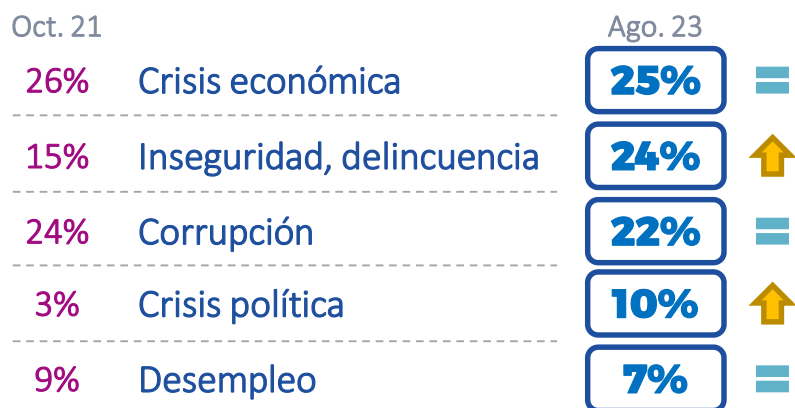 Oct. 21 Ago. 23
26% Crisis económica 25%
15% Inseguridad, delincuencia 24%
24% Corrupción 22%
3% Crisis política 10%
9% Desempleo 7%